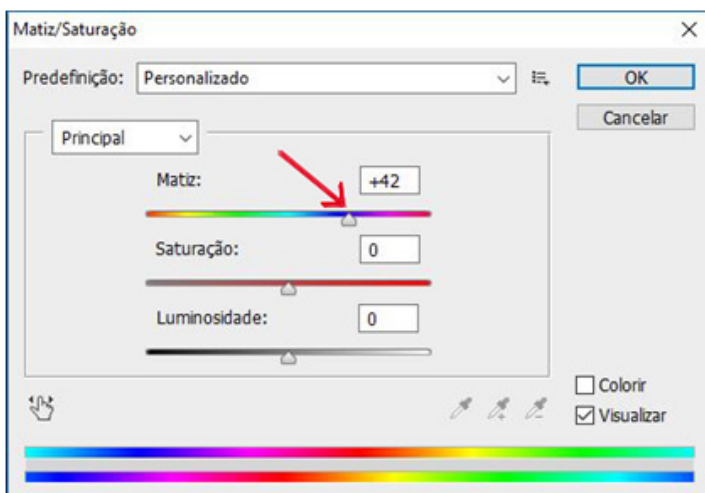 Matiz/Saturação
Predefinição: Personalizado
OK
Cancelar
Principal
Matiz: +42
Saturação: 0
Luminosidade: 0
Colorir
Visualizar